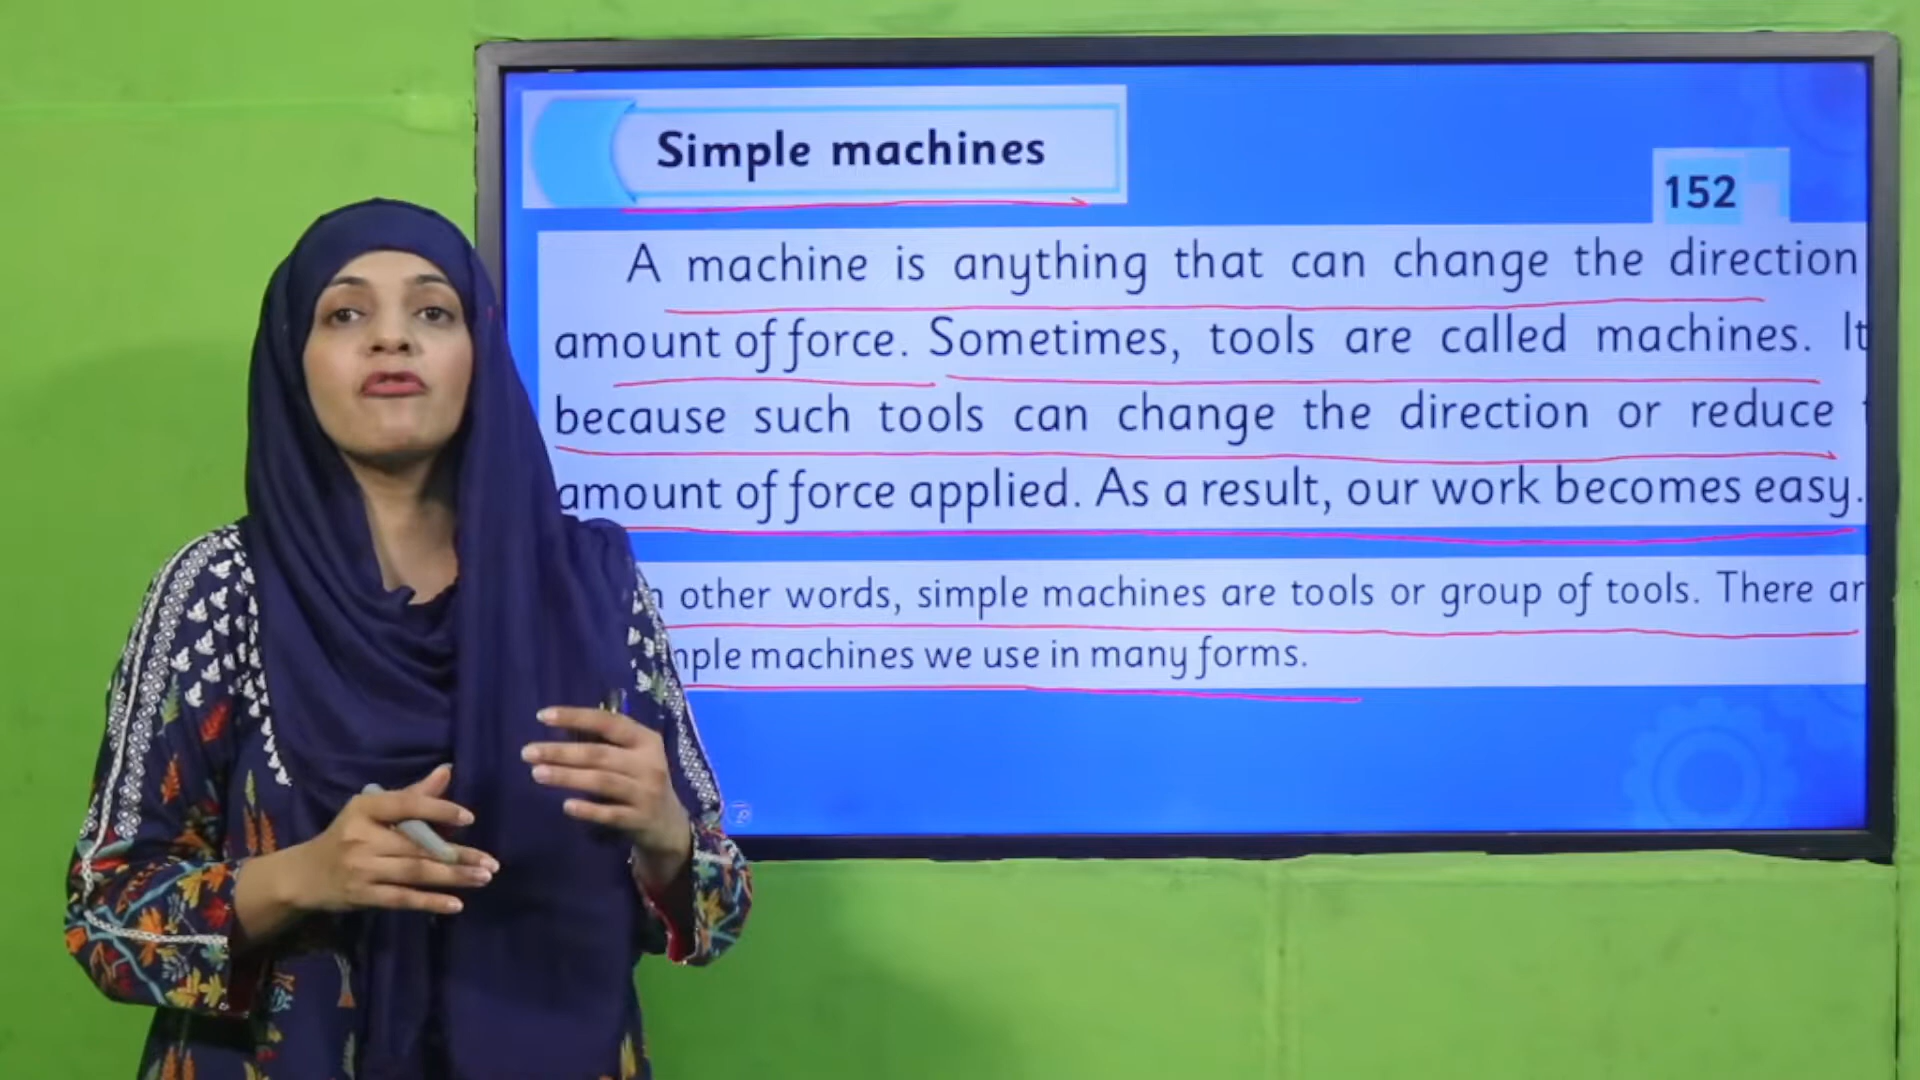 Simple machines
152
A machine is anything that can change the direction
amount of force. Sometimes, tools are called machines. It
because such tools can change the direction or reduce
amount of force applied. As a result, our work becomes easy.
other words, simple machines are tools or group of tools. There
machines we use in many forms.